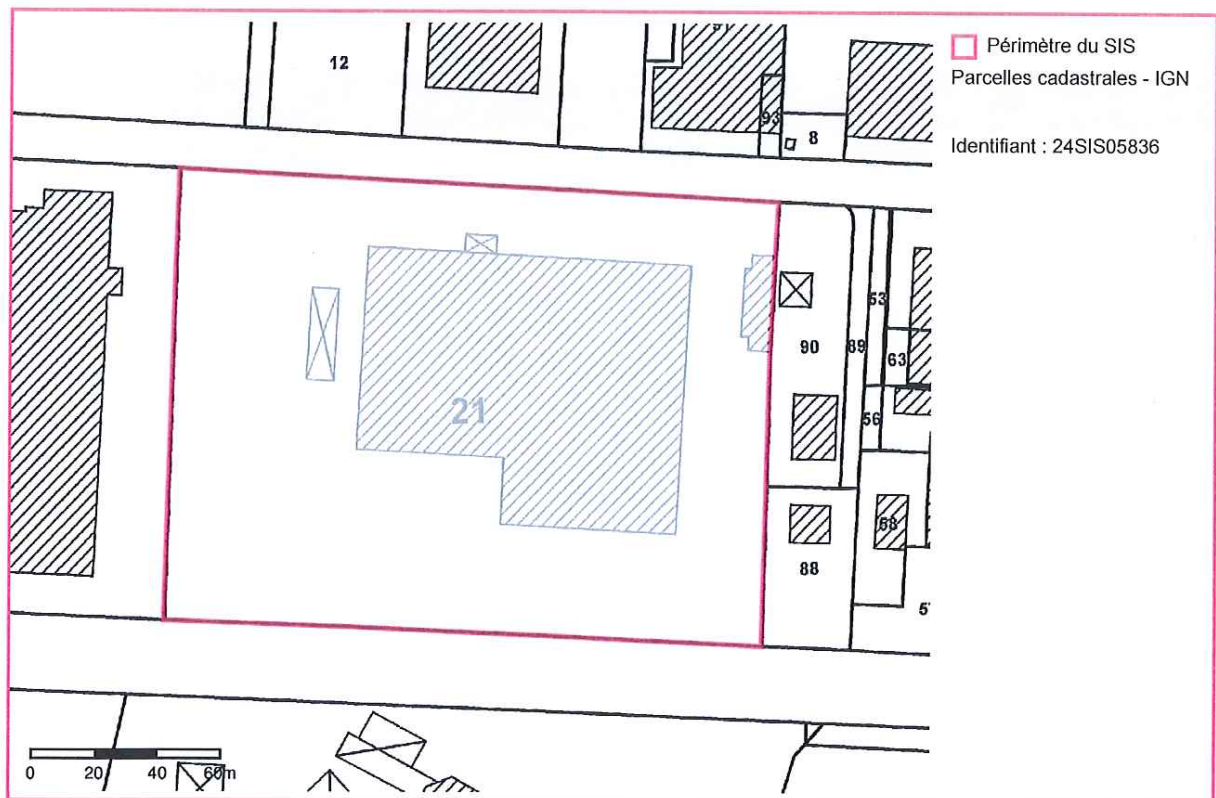 Périmètre du SIS
Parcelles cadastrales - IGN
Identifiant : 24SIS05836
12
93
8
53
90
89
63
21
56
68
88
0 20 40 60m